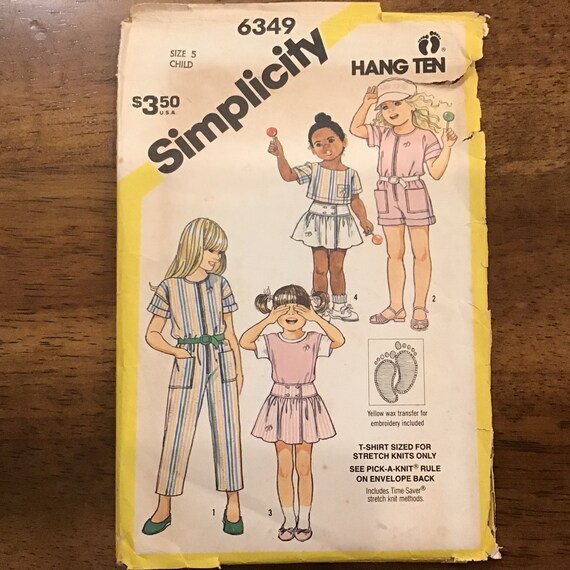 6349
SIZE 5
CHILD
$3.50
U.S.A.
Simplicity
HANG TEN
4
2
Yellow wax transfer for
embroidery included
T-SHIRT SIZED FOR
STRETCH KNITS ONLY
SEE PICK-A-KNIT® RULE
ON ENVELOPE BACK
Includes Time-Saver®
stretch knit methods.
1
3